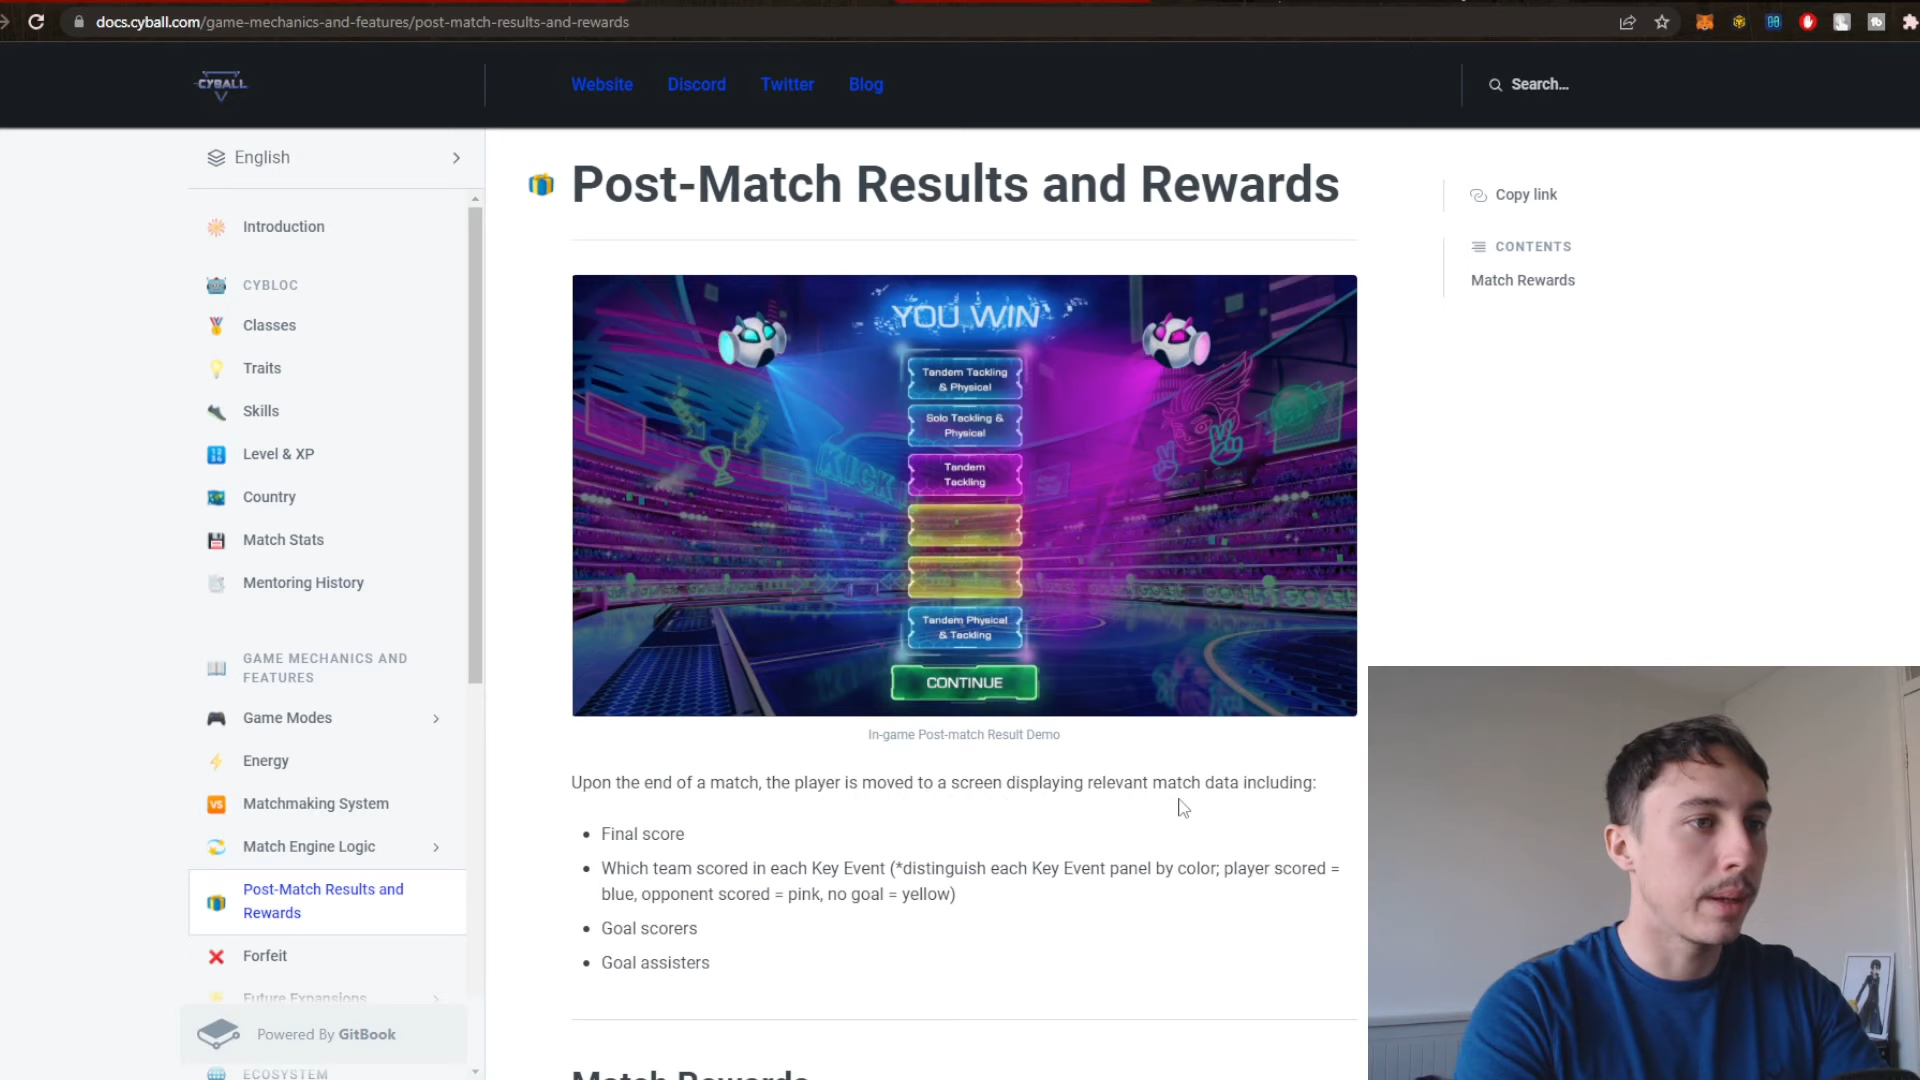 docs.cyball.com/game-mechanics-and-features/post-match-results-and-rewards
CYBALL
Website
Discord
Twitter
Blog
Search...
English
Introduction
CYBLOC
Classes
Traits
Skills
Level & XP
Country
Match Stats
Mentoring History
GAME MECHANICS AND
FEATURES
Game Modes
Energy
Matchmaking System
Match Engine Logic
Post-Match Results and
Rewards
Forfeit
Future Expansions
Powered By GitBook
ECOSYSTEM
Post-Match Results and Rewards
YOU WIN
Tandem Tackling
& Physical
Solo Tackling &
Physical
Tandem
Tackling
Tandem Physical
& Tackling
CONTINUE
KICK
In-game Post-match Result Demo
Upon the end of a match, the player is moved to a screen displaying relevant match data including:
• Final score
• Which team scored in each Key Event (*distinguish each Key Event panel by color; player scored =
blue, opponent scored = pink, no goal = yellow)
• Goal scorers
• Goal assisters
Match Rewards
Copy link
CONTENTS
Match Rewards